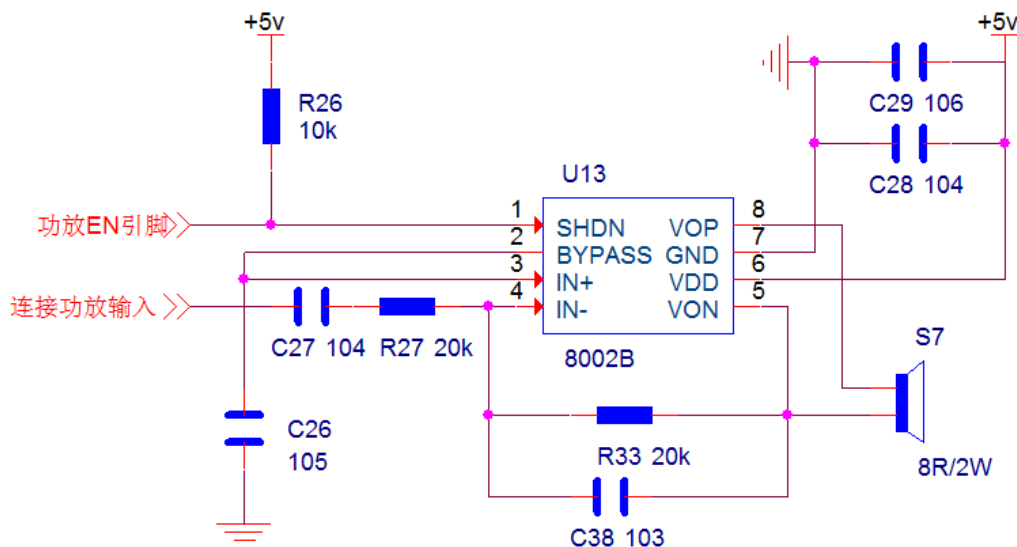 +5v
+5v
R26
10k
C29 106
C28 104
U13
功放EN引脚
1
SHDN
VOP
8
2
BYPASS
GND
7
3
IN+
VDD
6
连接功放输入
4
IN-
VON
5
C27 104
R27 20k
8002B
S7
C26
105
R33 20k
8R/2W
C38 103